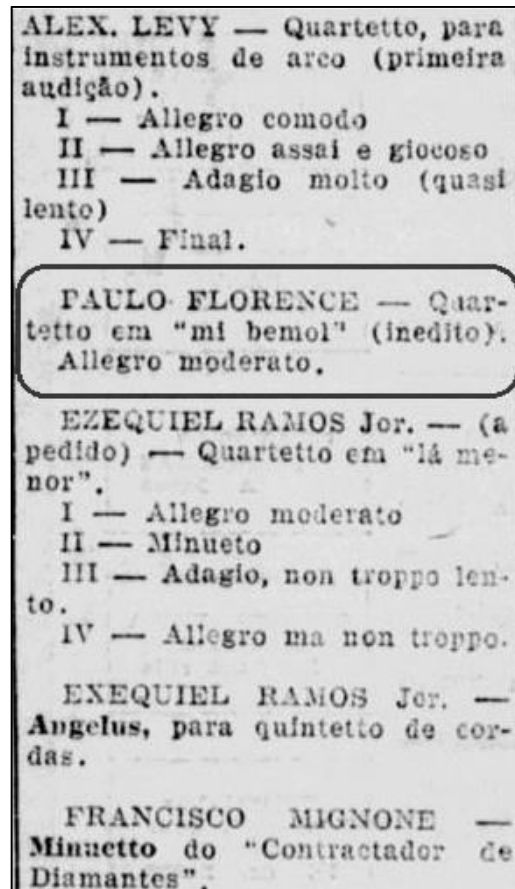 ALEX. LEVY — Quartetto, para
instrumentos de arco (primeira
audição).
I — Allegro comodo
II — Allegro assai e giocoso
III — Adagio molto (quasi
lento)
IV — Final.
PAULO FLORENCE — Quar-
tetto em "mi bemol" (inedito).
Allegro moderato.
EZEQUIEL RAMOS Jor. — (a
pedido) — Quartetto em "lá me-
nor".
I — Allegro moderato
II — Minueto
III — Adagio, non troppo len-
to.
IV — Allegro ma non troppo.
EXEQUIEL RAMOS Jor. —
Angelus, para quintetto de cor-
das.
FRANCISCO MIGNONE —
Minuetto do "Contractador de
Diamantes".